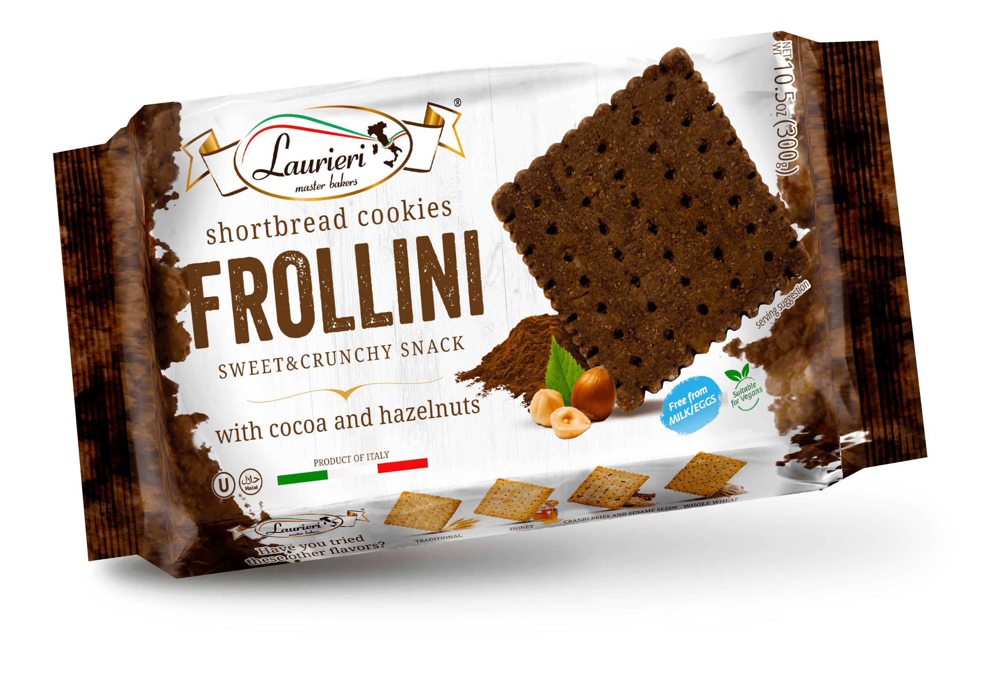 Laurieri
master bakers
®
shortbread cookies
FROLLINI
SWEET&CRUNCHY SNACK
with cocoa and hazelnuts
PRODUCT OF ITALY
U
حلال
Halal
NET
WT 10.5oz (300g)
serving suggestion
Free from
MILK/EGGS
Suitable
for Vegans
Laurieri
master bakers
®
Have you tried
these other flavors?
TRADITIONAL
HONEY
CRANBERRIES AND SESAME SEEDS
WHOLE WHEAT